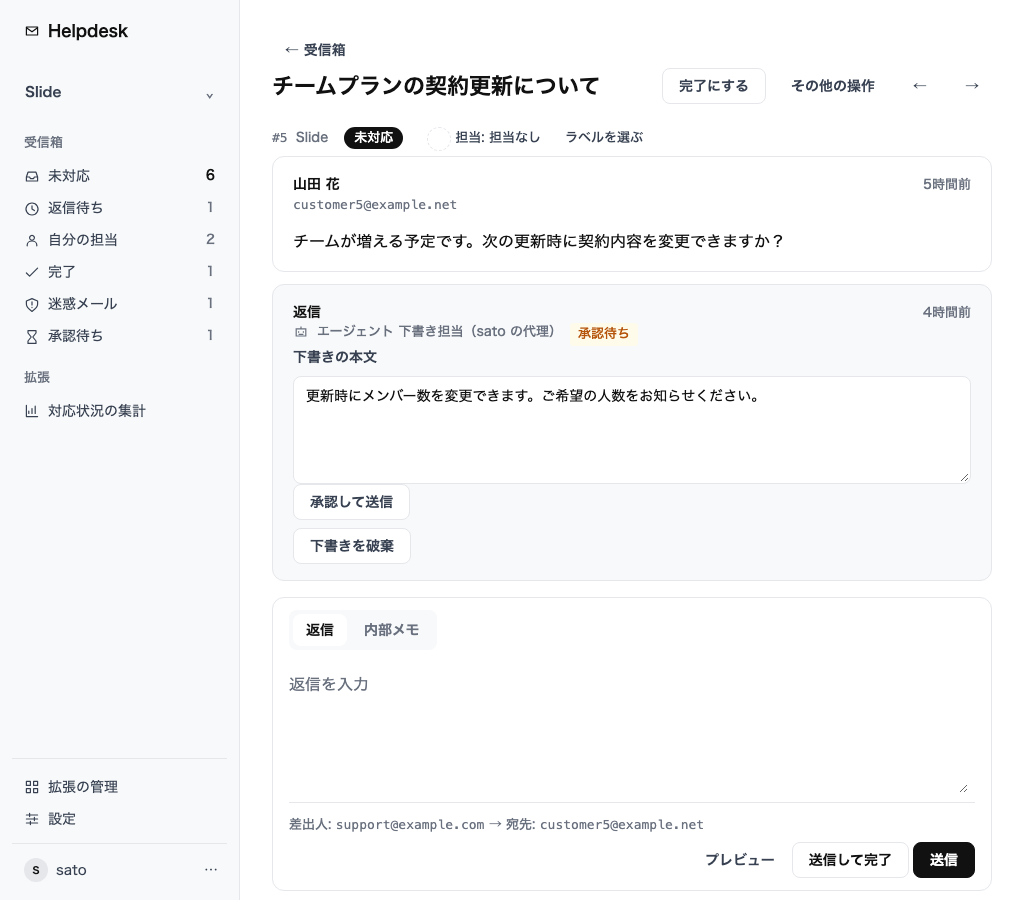 Helpdesk
Slide
受信箱
未対応 6
返信待ち 1
自分の担当 2
完了 1
迷惑メール 1
承認待ち 1
拡張
対応状況の集計
拡張の管理
設定
S sato ···
← 受信箱
チームプランの契約更新について 完了にする その他の操作 ← →
#5 Slide 未対応 担当: 担当なし ラベルを選ぶ
山田 花 5時間前
customer5@example.net
チームが増える予定です。次の更新時に契約内容を変更できますか？
返信 4時間前
エージェント 下書き担当（sato の代理） 承認待ち
下書きの本文
更新時にメンバー数を変更できます。ご希望の人数をお知らせください。
承認して送信
下書きを破棄
返信 内部メモ
返信を入力
差出人: support@example.com → 宛先: customer5@example.net
プレビュー 送信して完了 送信